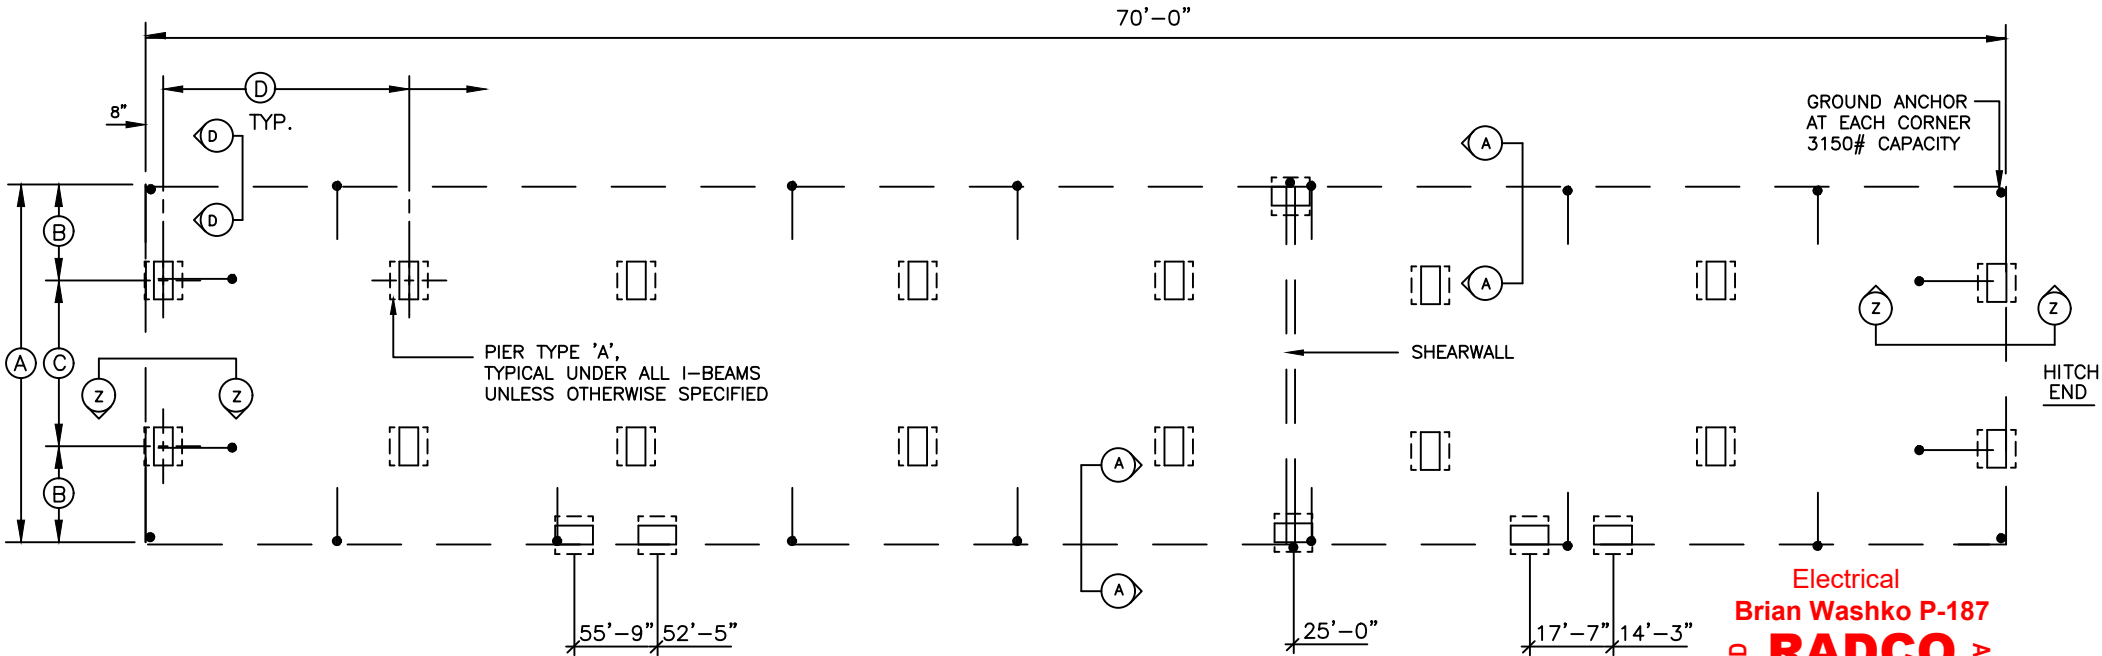 70'-0"
D
TYP.
8"
D
D
A
A
GROUND ANCHOR
AT EACH CORNER
3150# CAPACITY
B
A
C
B
Z
Z
PIER TYPE 'A',
TYPICAL UNDER ALL I-BEAMS
UNLESS OTHERWISE SPECIFIED
SHEARWALL
Z
Z
HITCH
END
A
A
55'-9"
52'-5"
25'-0"
17'-7"
14'-3"
Electrical
Brian Washko P-187
RADCO
D
A